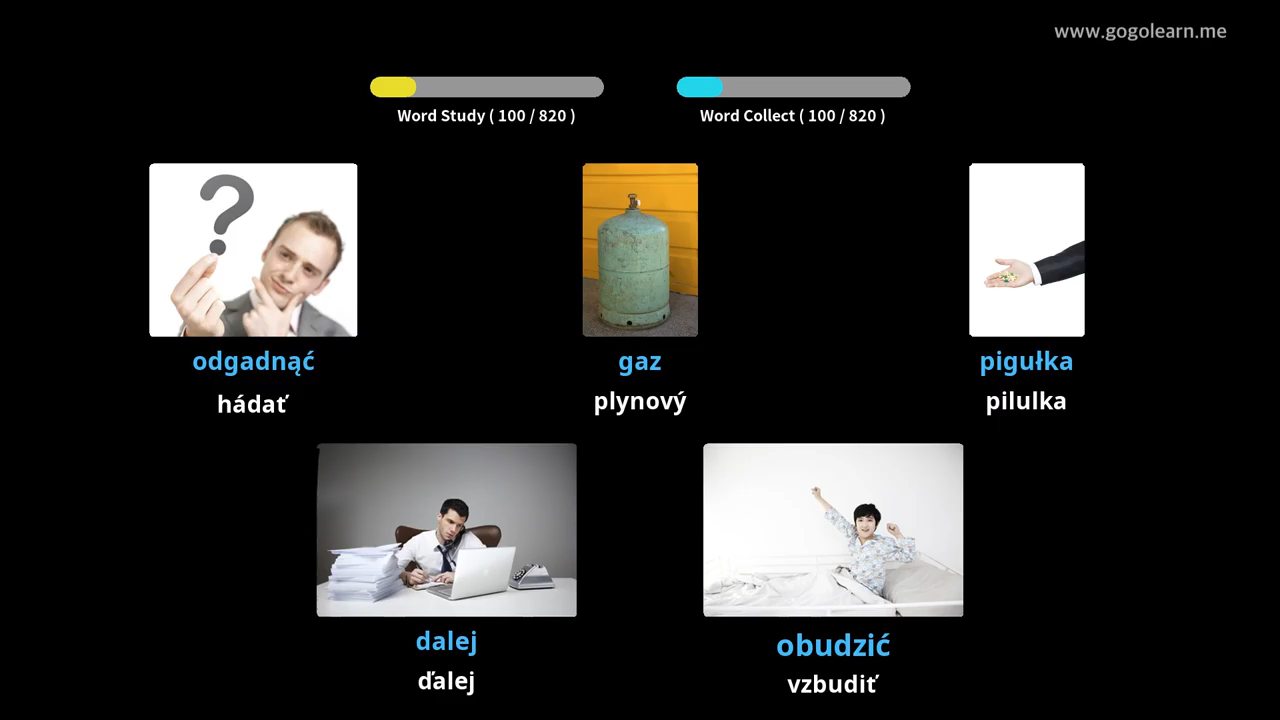 www.gogolearn.me
Word Study ( 100 / 820 )
Word Collect ( 100 / 820 )
odgadnąć
hádať
gaz
plynový
pigułka
pilulka
dalej
ďalej
obudzić
vzbudiť